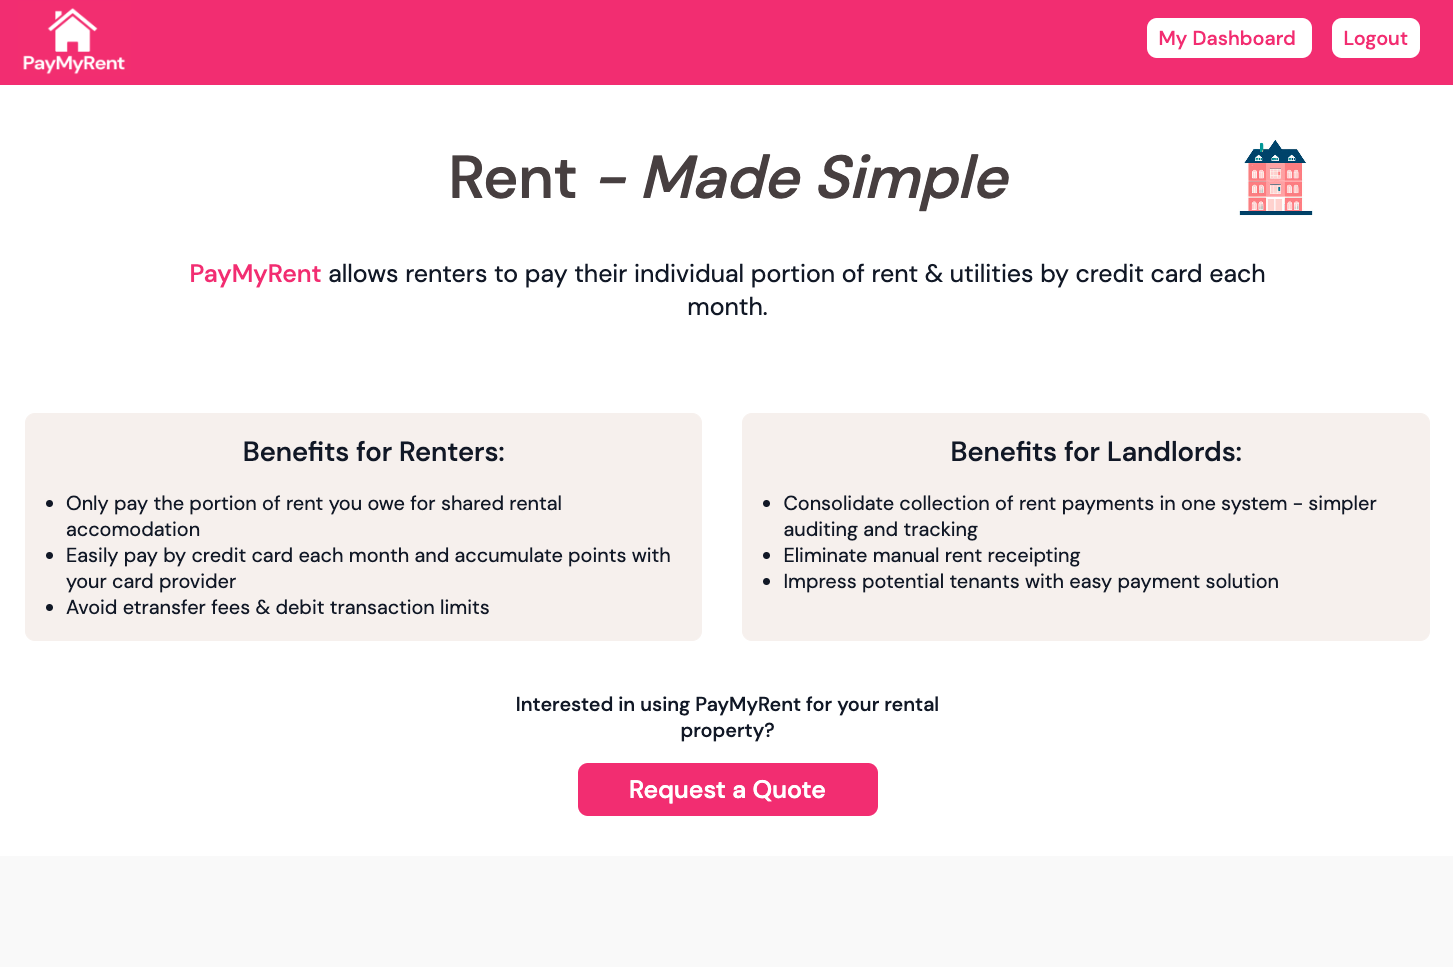 PayMyRent
My Dashboard
Logout
Rent - Made Simple
PayMyRent allows renters to pay their individual portion of rent & utilities by credit card each
month.
Benefits for Renters:
• Only pay the portion of rent you owe for shared rental
accomodation
• Easily pay by credit card each month and accumulate points with
your card provider
• Avoid etransfer fees & debit transaction limits
Benefits for Landlords:
• Consolidate collection of rent payments in one system - simpler
auditing and tracking
• Eliminate manual rent receipting
• Impress potential tenants with easy payment solution
Interested in using PayMyRent for your rental
property?
Request a Quote